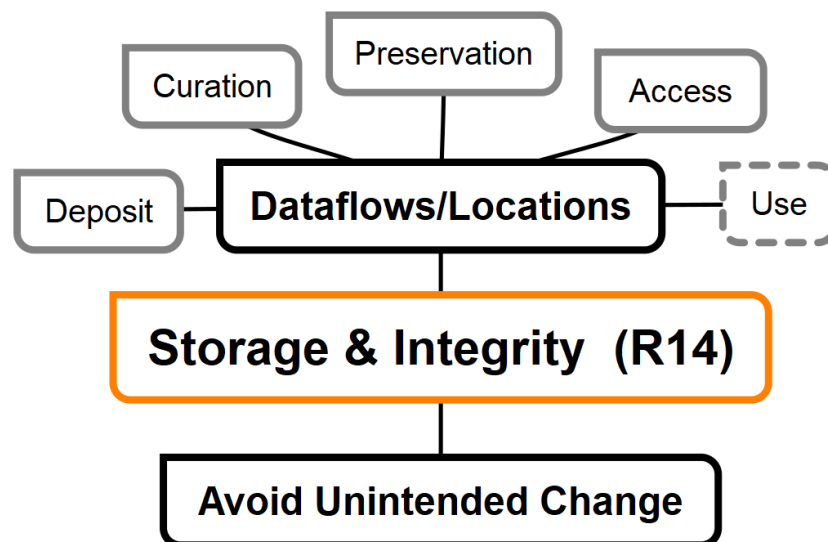 Preservation
Curation
Access
Deposit
Dataflows/Locations
Use
Storage & Integrity (R14)
Avoid Unintended Change